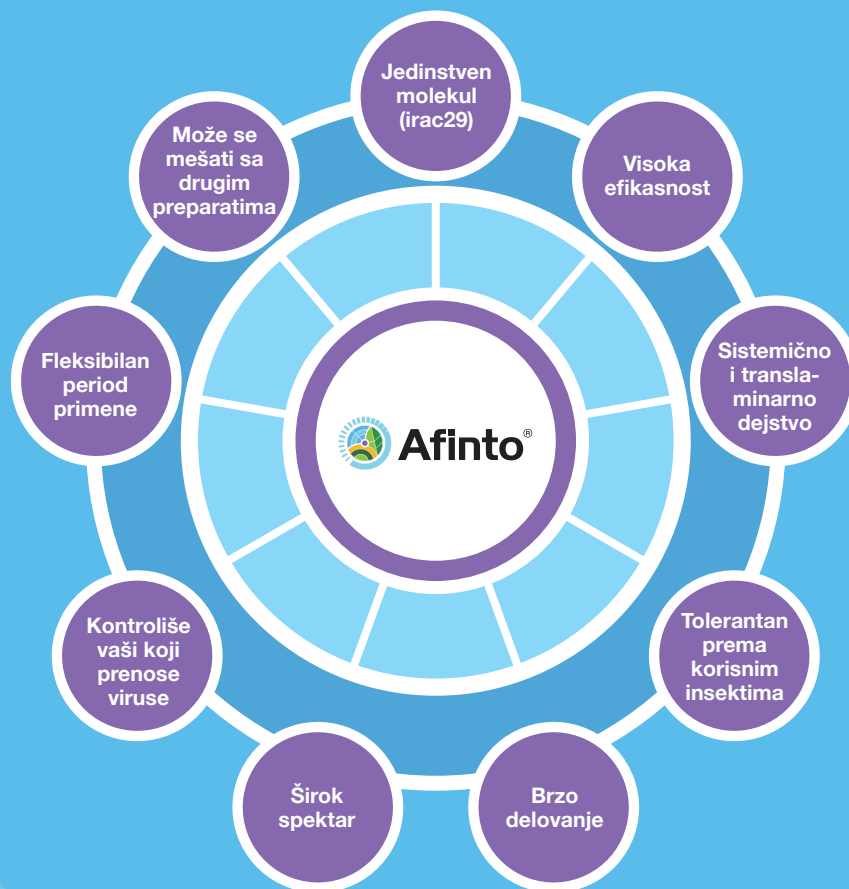 Jedinstven
molekul
(irac29)
Visoka
efikasnost
Sistemično
i transla-
minarno
dejstvo
Tolerantan
prema
korisnim
insektima
Brzo
delovanje
Širok
spektar
Kontroliše
vaši koji
prenose
viruse
Fleksibilan
period
primene
Može se
mešati sa
drugim
preparatima
Afinto®